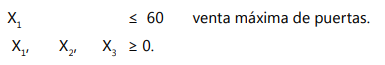 X₁ ≤ 60 venta máxima de puertas.
X₁, X₂, X₃ ≥ 0.